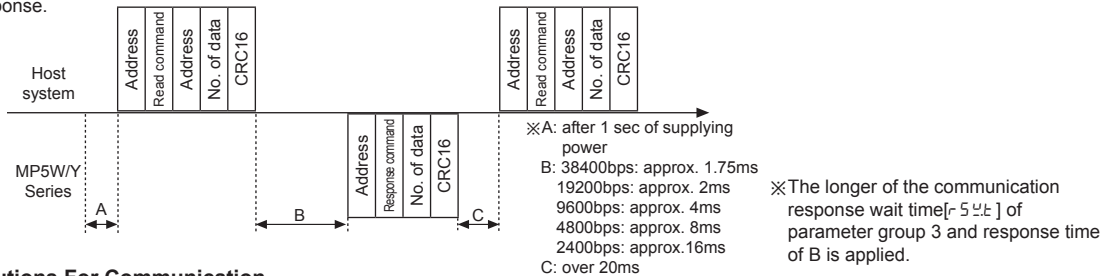 ponse.
Host
system
Address
Read command
Address
No. of data
CRC16
Address
Read command
Address
No. of data
CRC16
MP5W/Y
Series
A
B
Address
Response command
No. of data
CRC16
C
※A: after 1 sec of supplying
power
B: 38400bps: approx. 1.75ms
19200bps: approx. 2ms
9600bps: approx. 4ms
4800bps: approx. 8ms
2400bps: approx.16ms
C: over 20ms
※The longer of the communication
response wait time[ ] of
parameter group 3 and response time
of B is applied.
utions For Communication